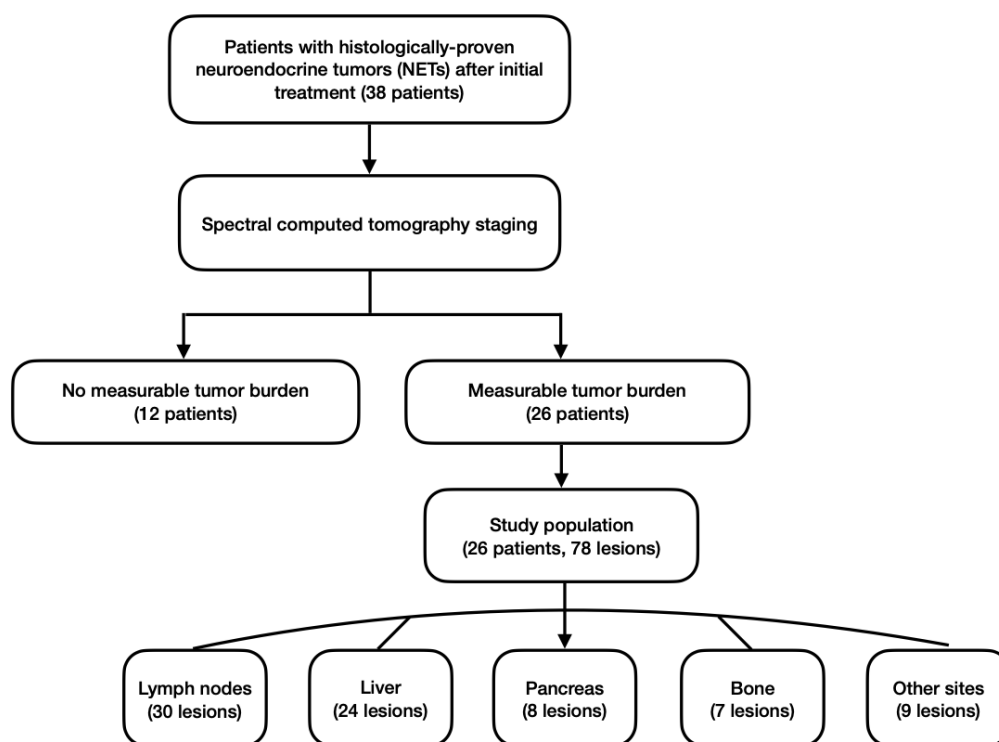 Patients with histologically-proven
neuroendocrine tumors (NETs) after initial
treatment (38 patients)
Spectral computed tomography staging
No measurable tumor burden
(12 patients)
Measurable tumor burden
(26 patients)
Study population
(26 patients, 78 lesions)
Lymph nodes
(30 lesions)
Liver
(24 lesions)
Pancreas
(8 lesions)
Bone
(7 lesions)
Other sites
(9 lesions)